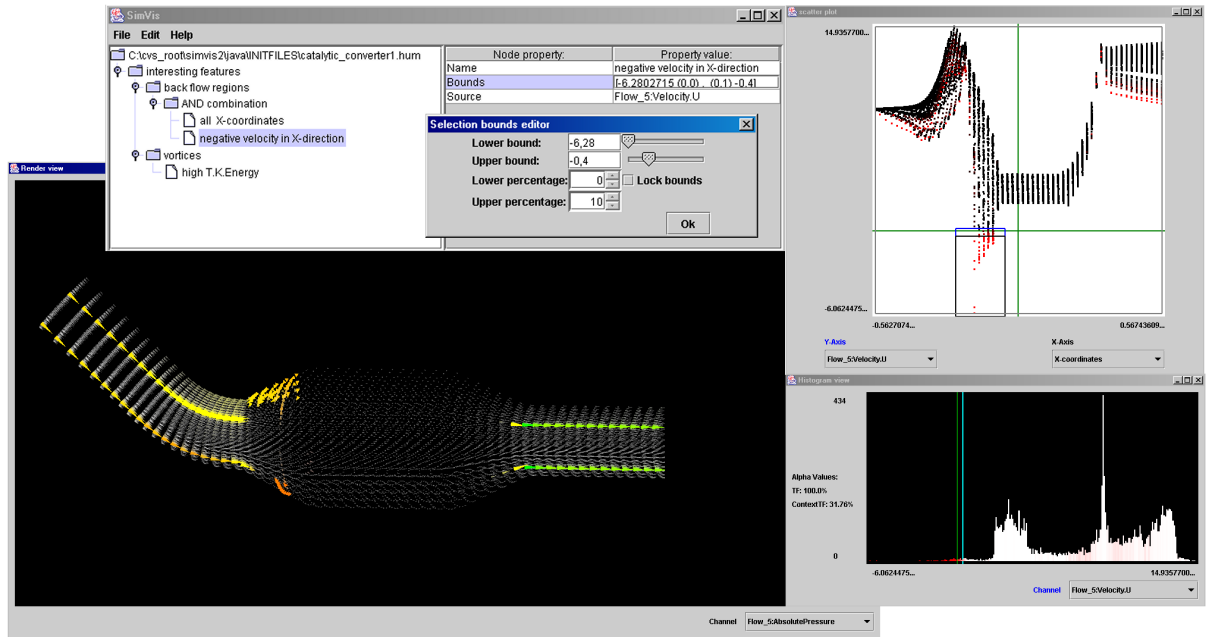 SimVis
File Edit Help
C:\cvs_root\simvis2\java\INITFILES\catalytic_converter1.hum
interesting features
back flow regions
AND combination
all X-coordinates
negative velocity in X-direction
vortices
high T.K.Energy
Node property: Property value:
Name negative velocity in X-direction
Bounds [-6.2802715 (0.0) , (0.1) -0.4]
Source Flow_5:Velocity.U
Selection bounds editor
Lower bound: -6,28
Upper bound: -0,4
Lower percentage: 0 Lock bounds
Upper percentage: 10
Ok
Render view
Channel Flow_5:AbsolutePressure
scatter plot
14.9357700...
-6.0624475...
-0.5627074... 0.56743609...
Y-Axis X-Axis
Flow_5:Velocity.U X-coordinates
Histogram view
434
Alpha Values:
TF: 100.0%
ContextTF: 31.76%
0
-6.0624475... 14.9357700...
Channel Flow_5:Velocity.U